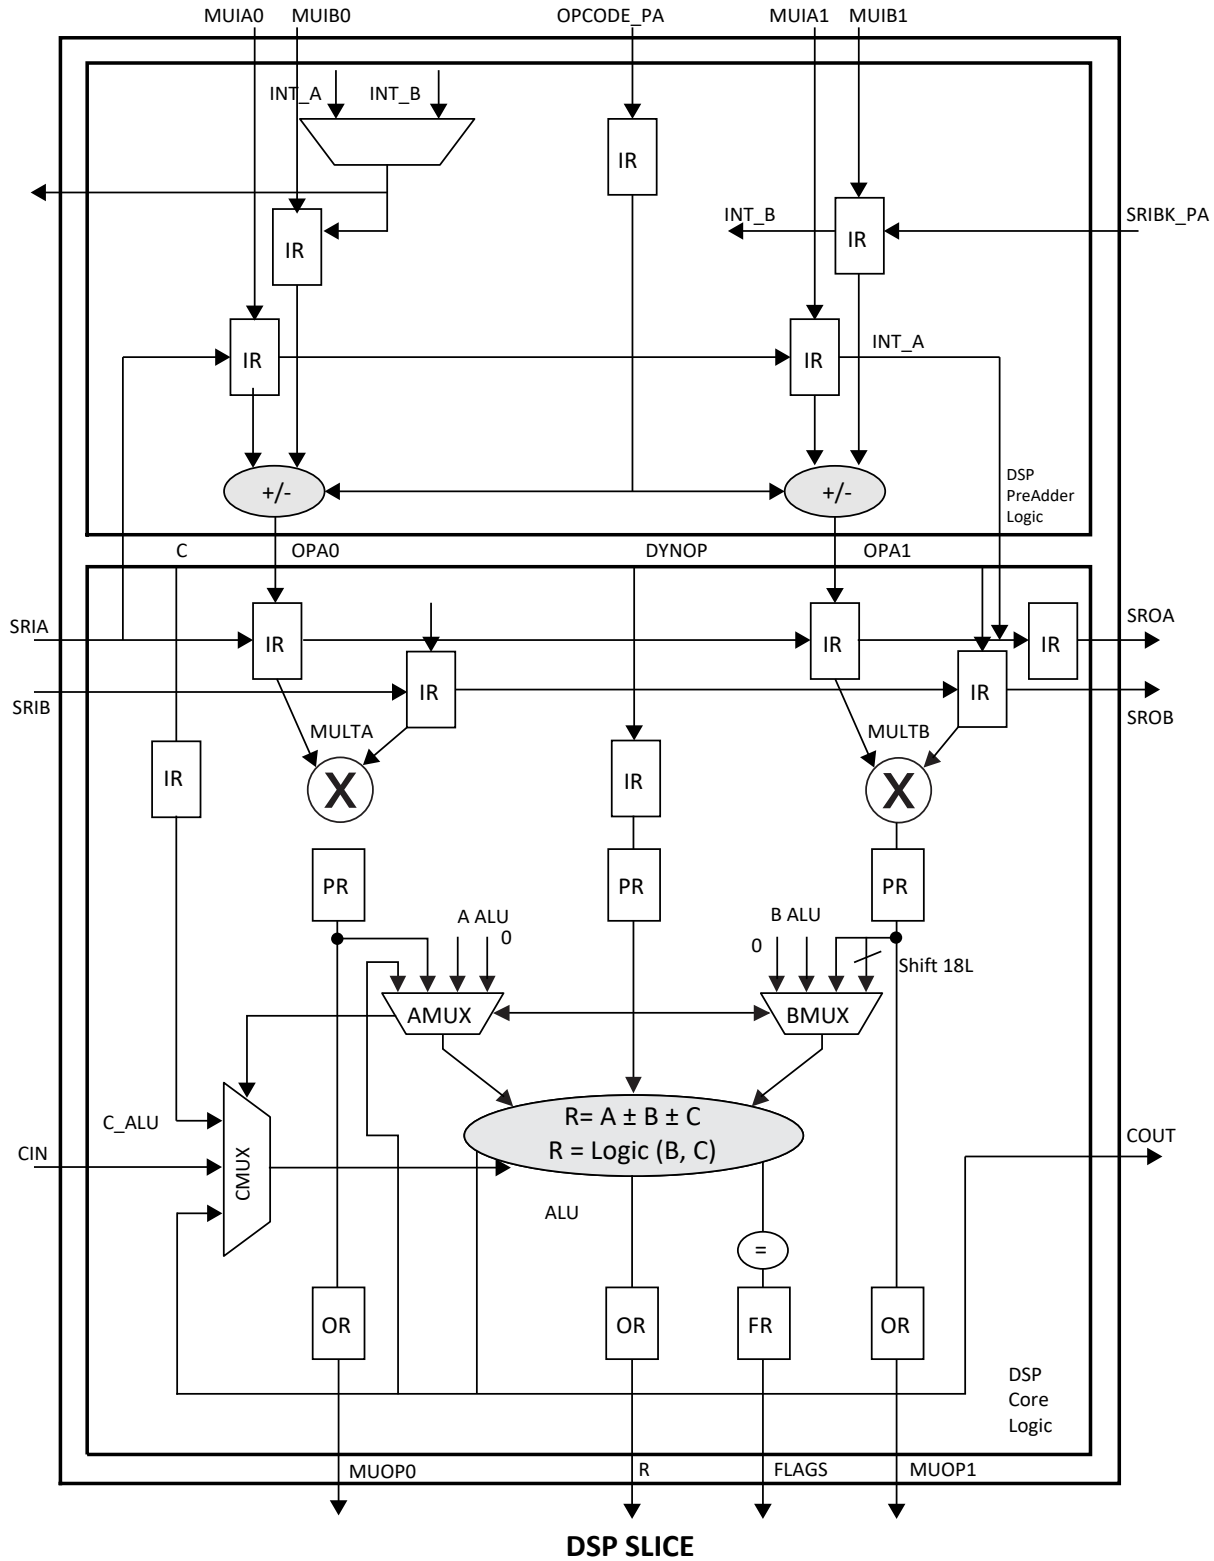 MUIA0
MUIB0
OPCODE_PA
MUIA1
MUIB1
INT_A
INT_B
IR
INT_B
IR
SRIBK_PA
IR
IR
IR
INT_A
+/-
+/-
DSP
PreAdder
Logic
C
OPA0
DYNOP
OPA1
SRIA
IR
IR
IR
SROA
SRIB
IR
IR
SROB
MULTA
MULTB
IR
X
IR
X
PR
PR
PR
A ALU
0
B ALU
0
Shift 18L
AMUX
BMUX
C_ALU
CIN
CMUX
R= A ± B ± C
R = Logic (B, C)
COUT
ALU
=
OR
OR
FR
OR
DSP
Core
Logic
MUOP0
R
FLAGS
MUOP1
DSP SLICE